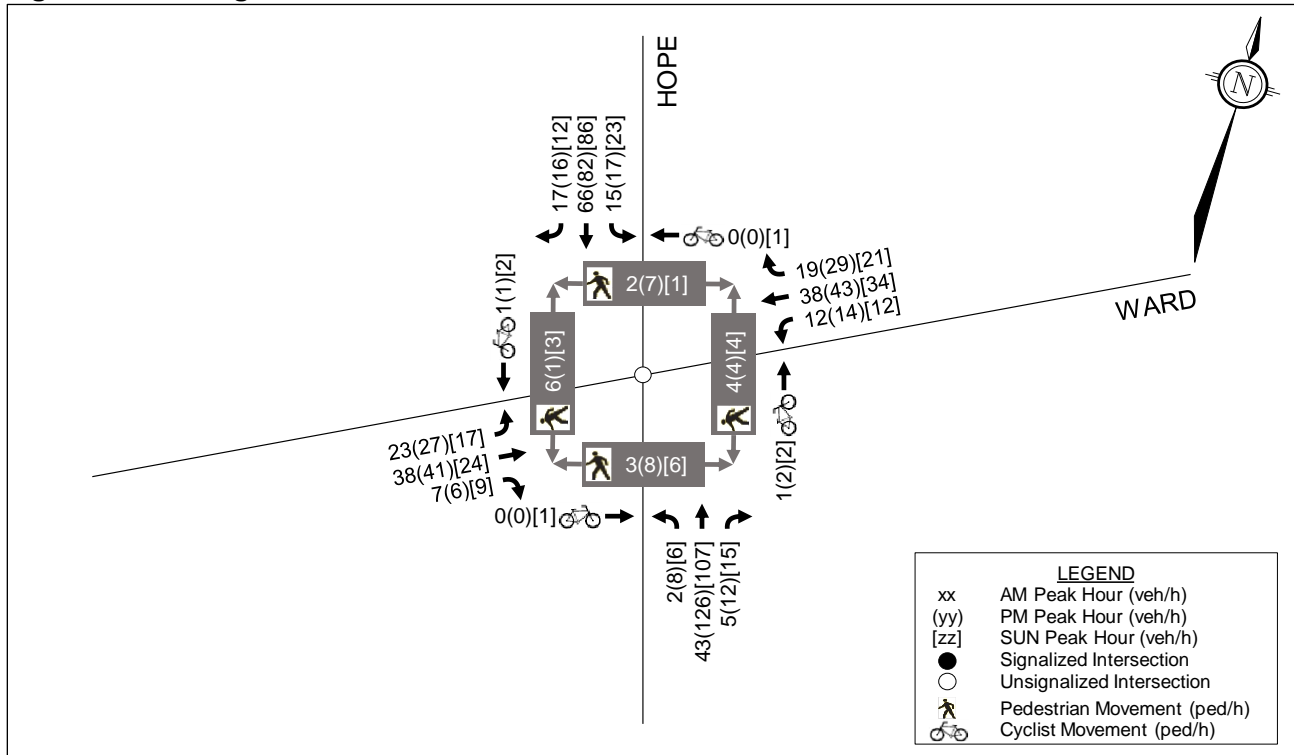 HOPE
N
17(16)[12]
66(82)[86]
15(17)[23]
0(0)[1]
19(29)[21]
38(43)[34]
12(14)[12]
WARD
1(1)[2]
2(7)[1]
6(1)[3]
4(4)[4]
3(8)[6]
23(27)[17]
38(41)[24]
7(6)[9]
0(0)[1]
1(2)[2]
2(8)[6]
43(126)[107]
5(12)[15]
LEGEND
xx AM Peak Hour (veh/h)
(yy) PM Peak Hour (veh/h)
[zz] SUN Peak Hour (veh/h)
Signalized Intersection
Unsignalized Intersection
Pedestrian Movement (ped/h)
Cyclist Movement (ped/h)